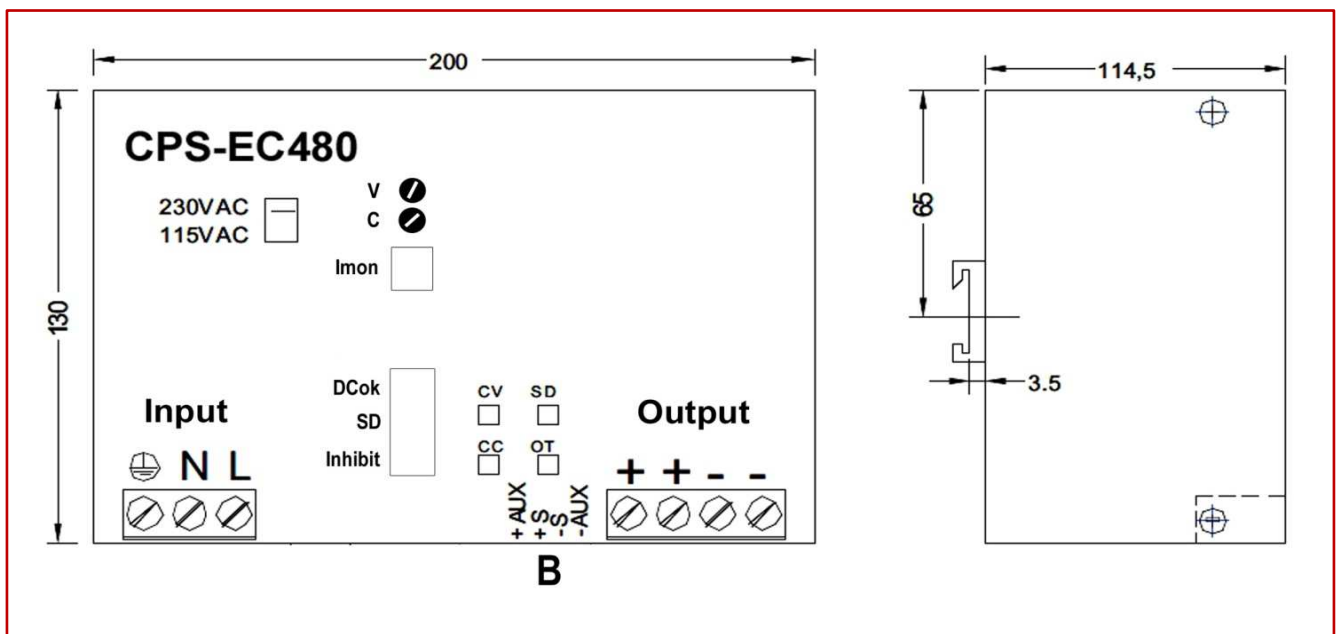 200
114,5
CPS-EC480
V
C
230VAC
115VAC
Imon
65
130
3.5
DCok
SD
Inhibit
CV SD
CC OT
Input
Output
N L
+ + - -
+AUX
+S
-S
-AUX
B